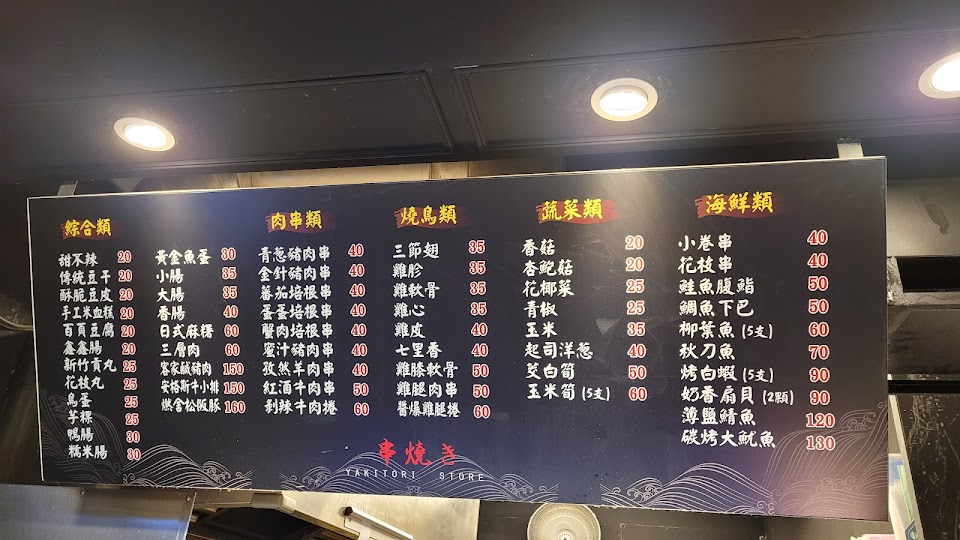 綜合類
甜不辣 20
傳統豆干 20
酥脆豆皮 20
手工米血糕 20
百頁豆腐 20
鑫鑫腸 20
新竹貢丸 25
花枝丸 25
鳥蛋 25
芋粿 25
鴨腸 30
糯米腸 30
黃金魚蛋 30
小腸 35
大腸 35
香腸 40
日式麻糬 60
三層肉 60
客家鹹豬肉 150
安格斯牛小排 150
燉舍松阪豚 160
肉串類
青蔥豬肉串 40
金針豬肉串 40
蕃茄培根串 40
蛋蛋培根串 40
蟹肉培根串 40
蜜汁豬肉串 40
孜然羊肉串 40
紅酒牛肉串 50
剁辣牛肉捲 60
燒鳥類
三節翅 35
雞胗 35
雞軟骨 35
雞心 35
雞皮 40
七里香 40
雞膝軟骨 50
雞腿肉串 50
醬爆雞腿捲 60
蔬菜類
香菇 20
杏鮑菇 20
花椰菜 25
青椒 25
玉米 35
起司洋蔥 40
茭白筍 40
玉米筍(5支) 60
海鮮類
小卷串 40
花枝串 40
鮭魚腹鮨 50
鯛魚下巴 50
柳葉魚(5支) 60
秋刀魚 70
烤白蝦(5支) 90
奶香扇貝(2顆) 90
薄鹽鯖魚 120
碳烤大魷魚 130
串燒き
YAKITORI STORE